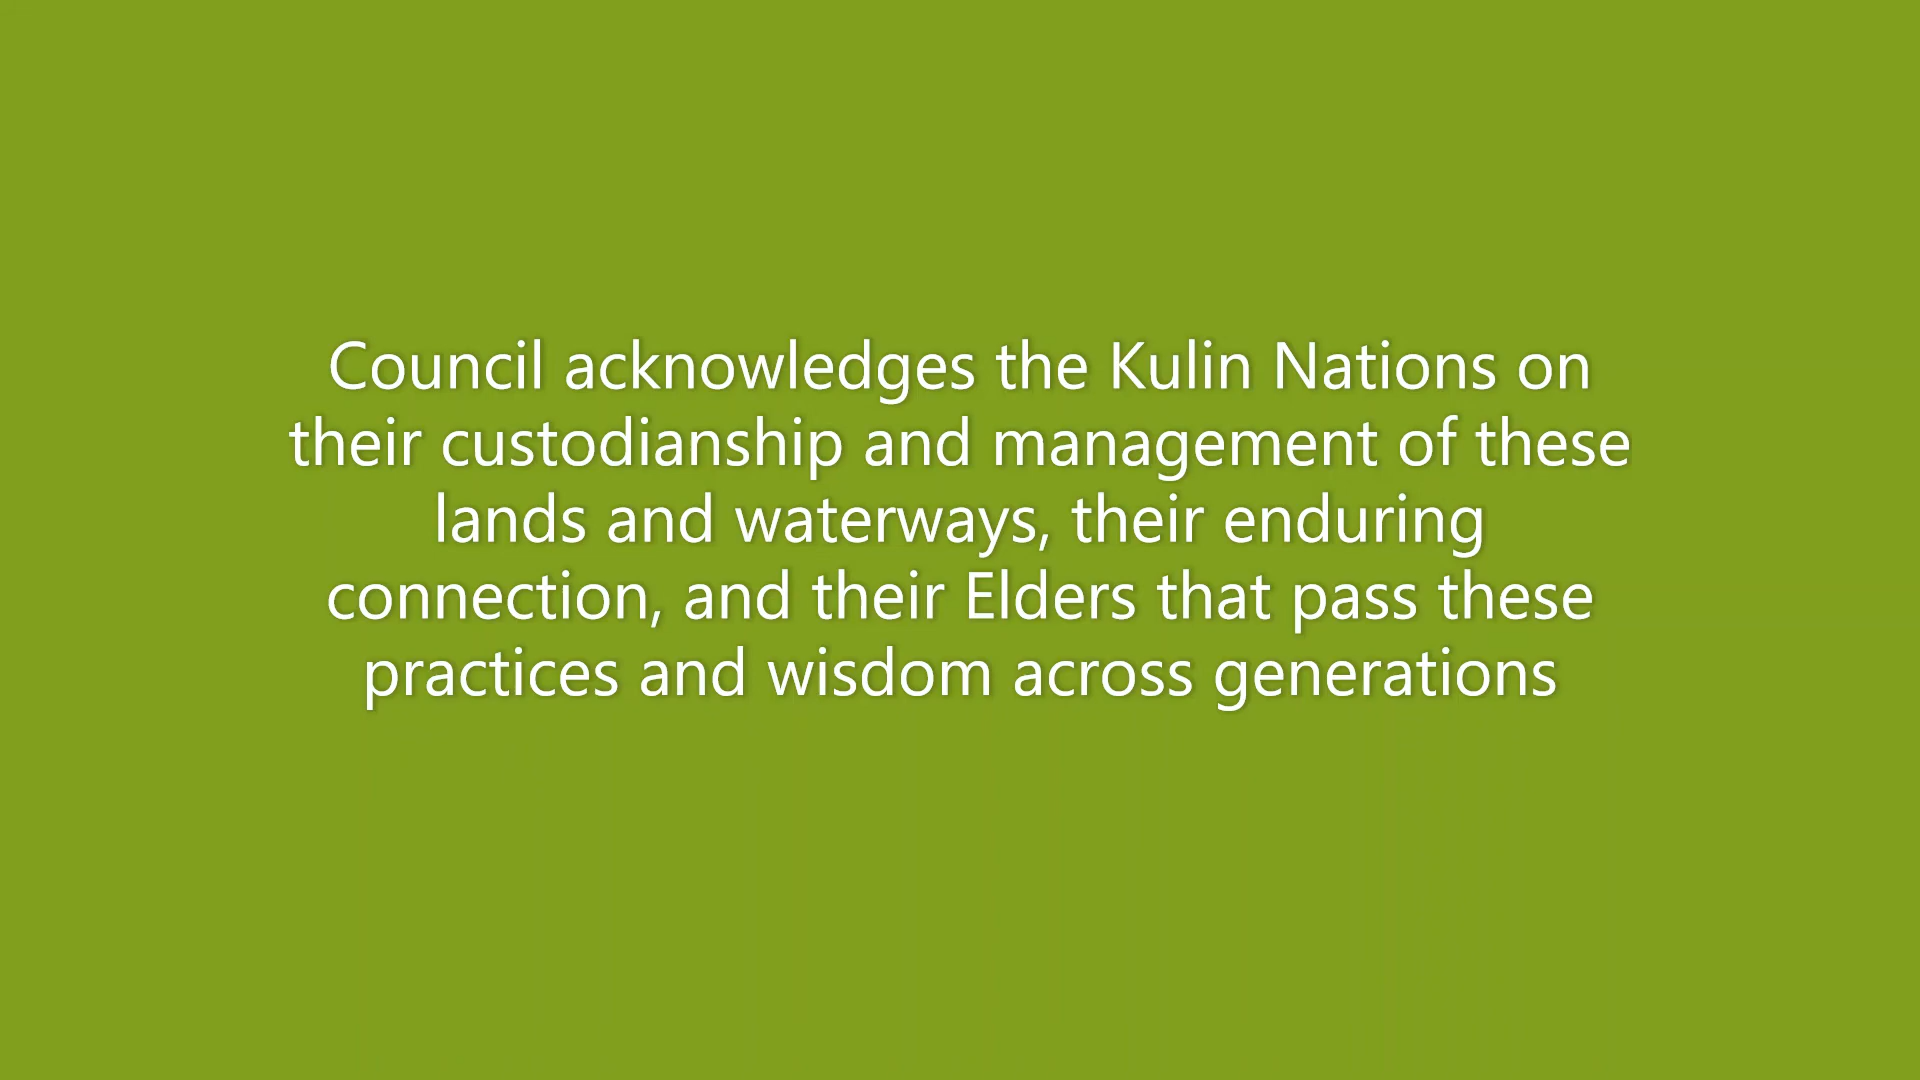 Council acknowledges the Kulin Nations on
their custodianship and management of these
lands and waterways, their enduring
connection, and their Elders that pass these
practices and wisdom across generations